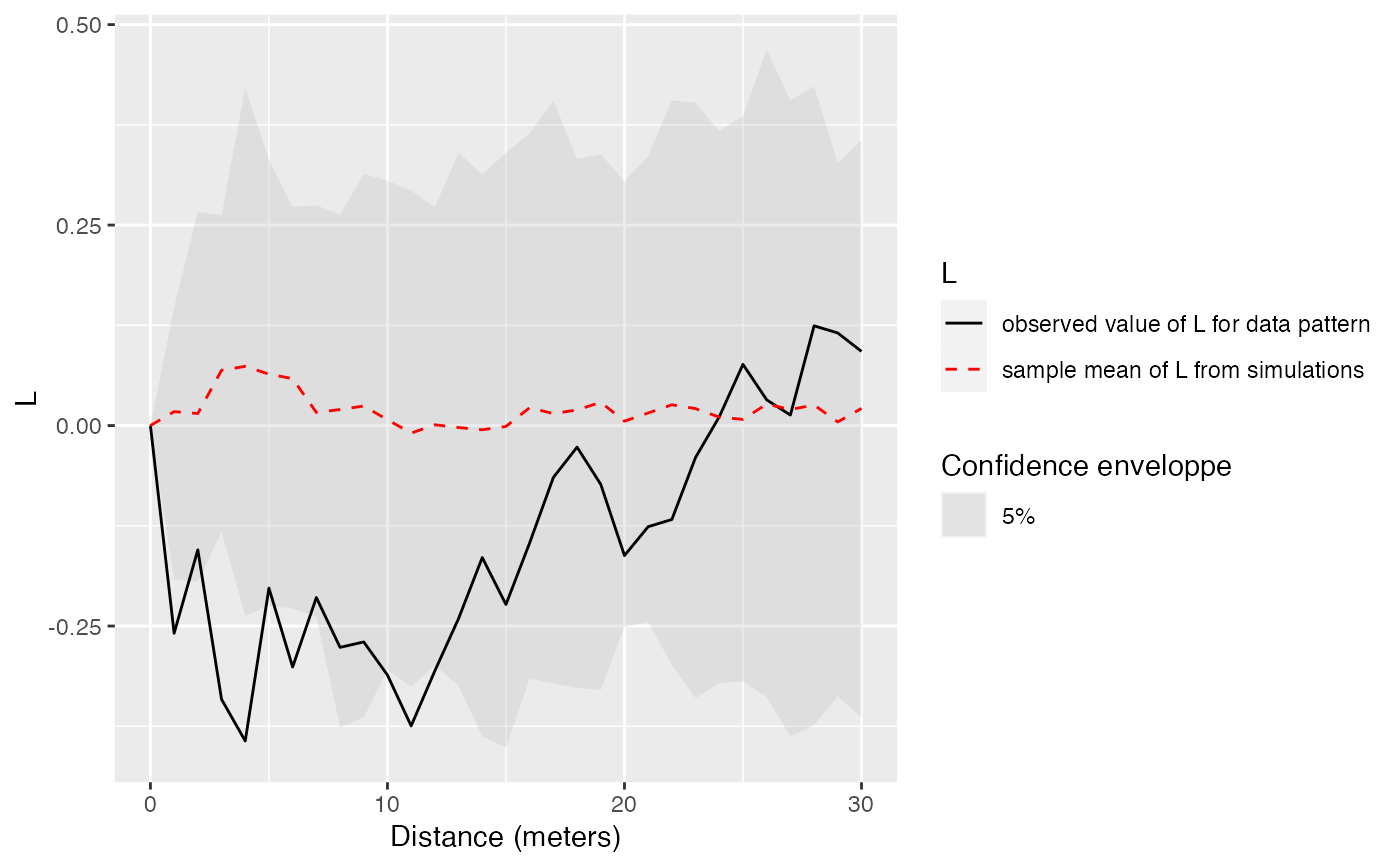 0.50
0.25
0.00
-0.25
L
0
10
20
30
Distance (meters)
L
observed value of L for data pattern
sample mean of L from simulations
Confidence enveloppe
5%